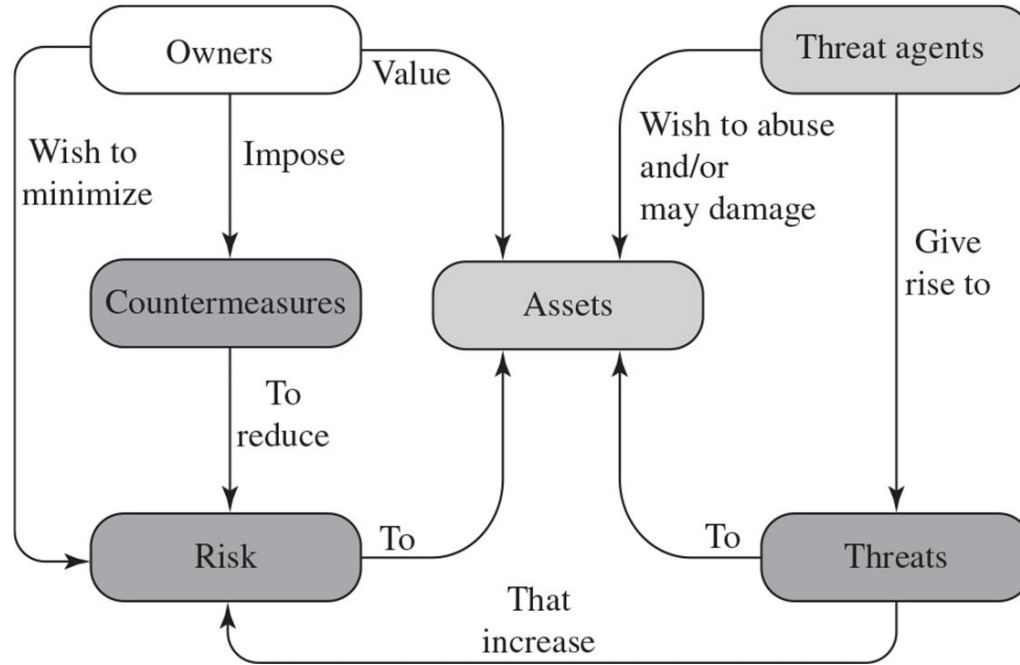 Owners
Threat agents
Value
Wish to
minimize
Impose
Wish to abuse
and/or
may damage
Give
rise to
Countermeasures
Assets
To
reduce
Risk
To
To
Threats
That
increase